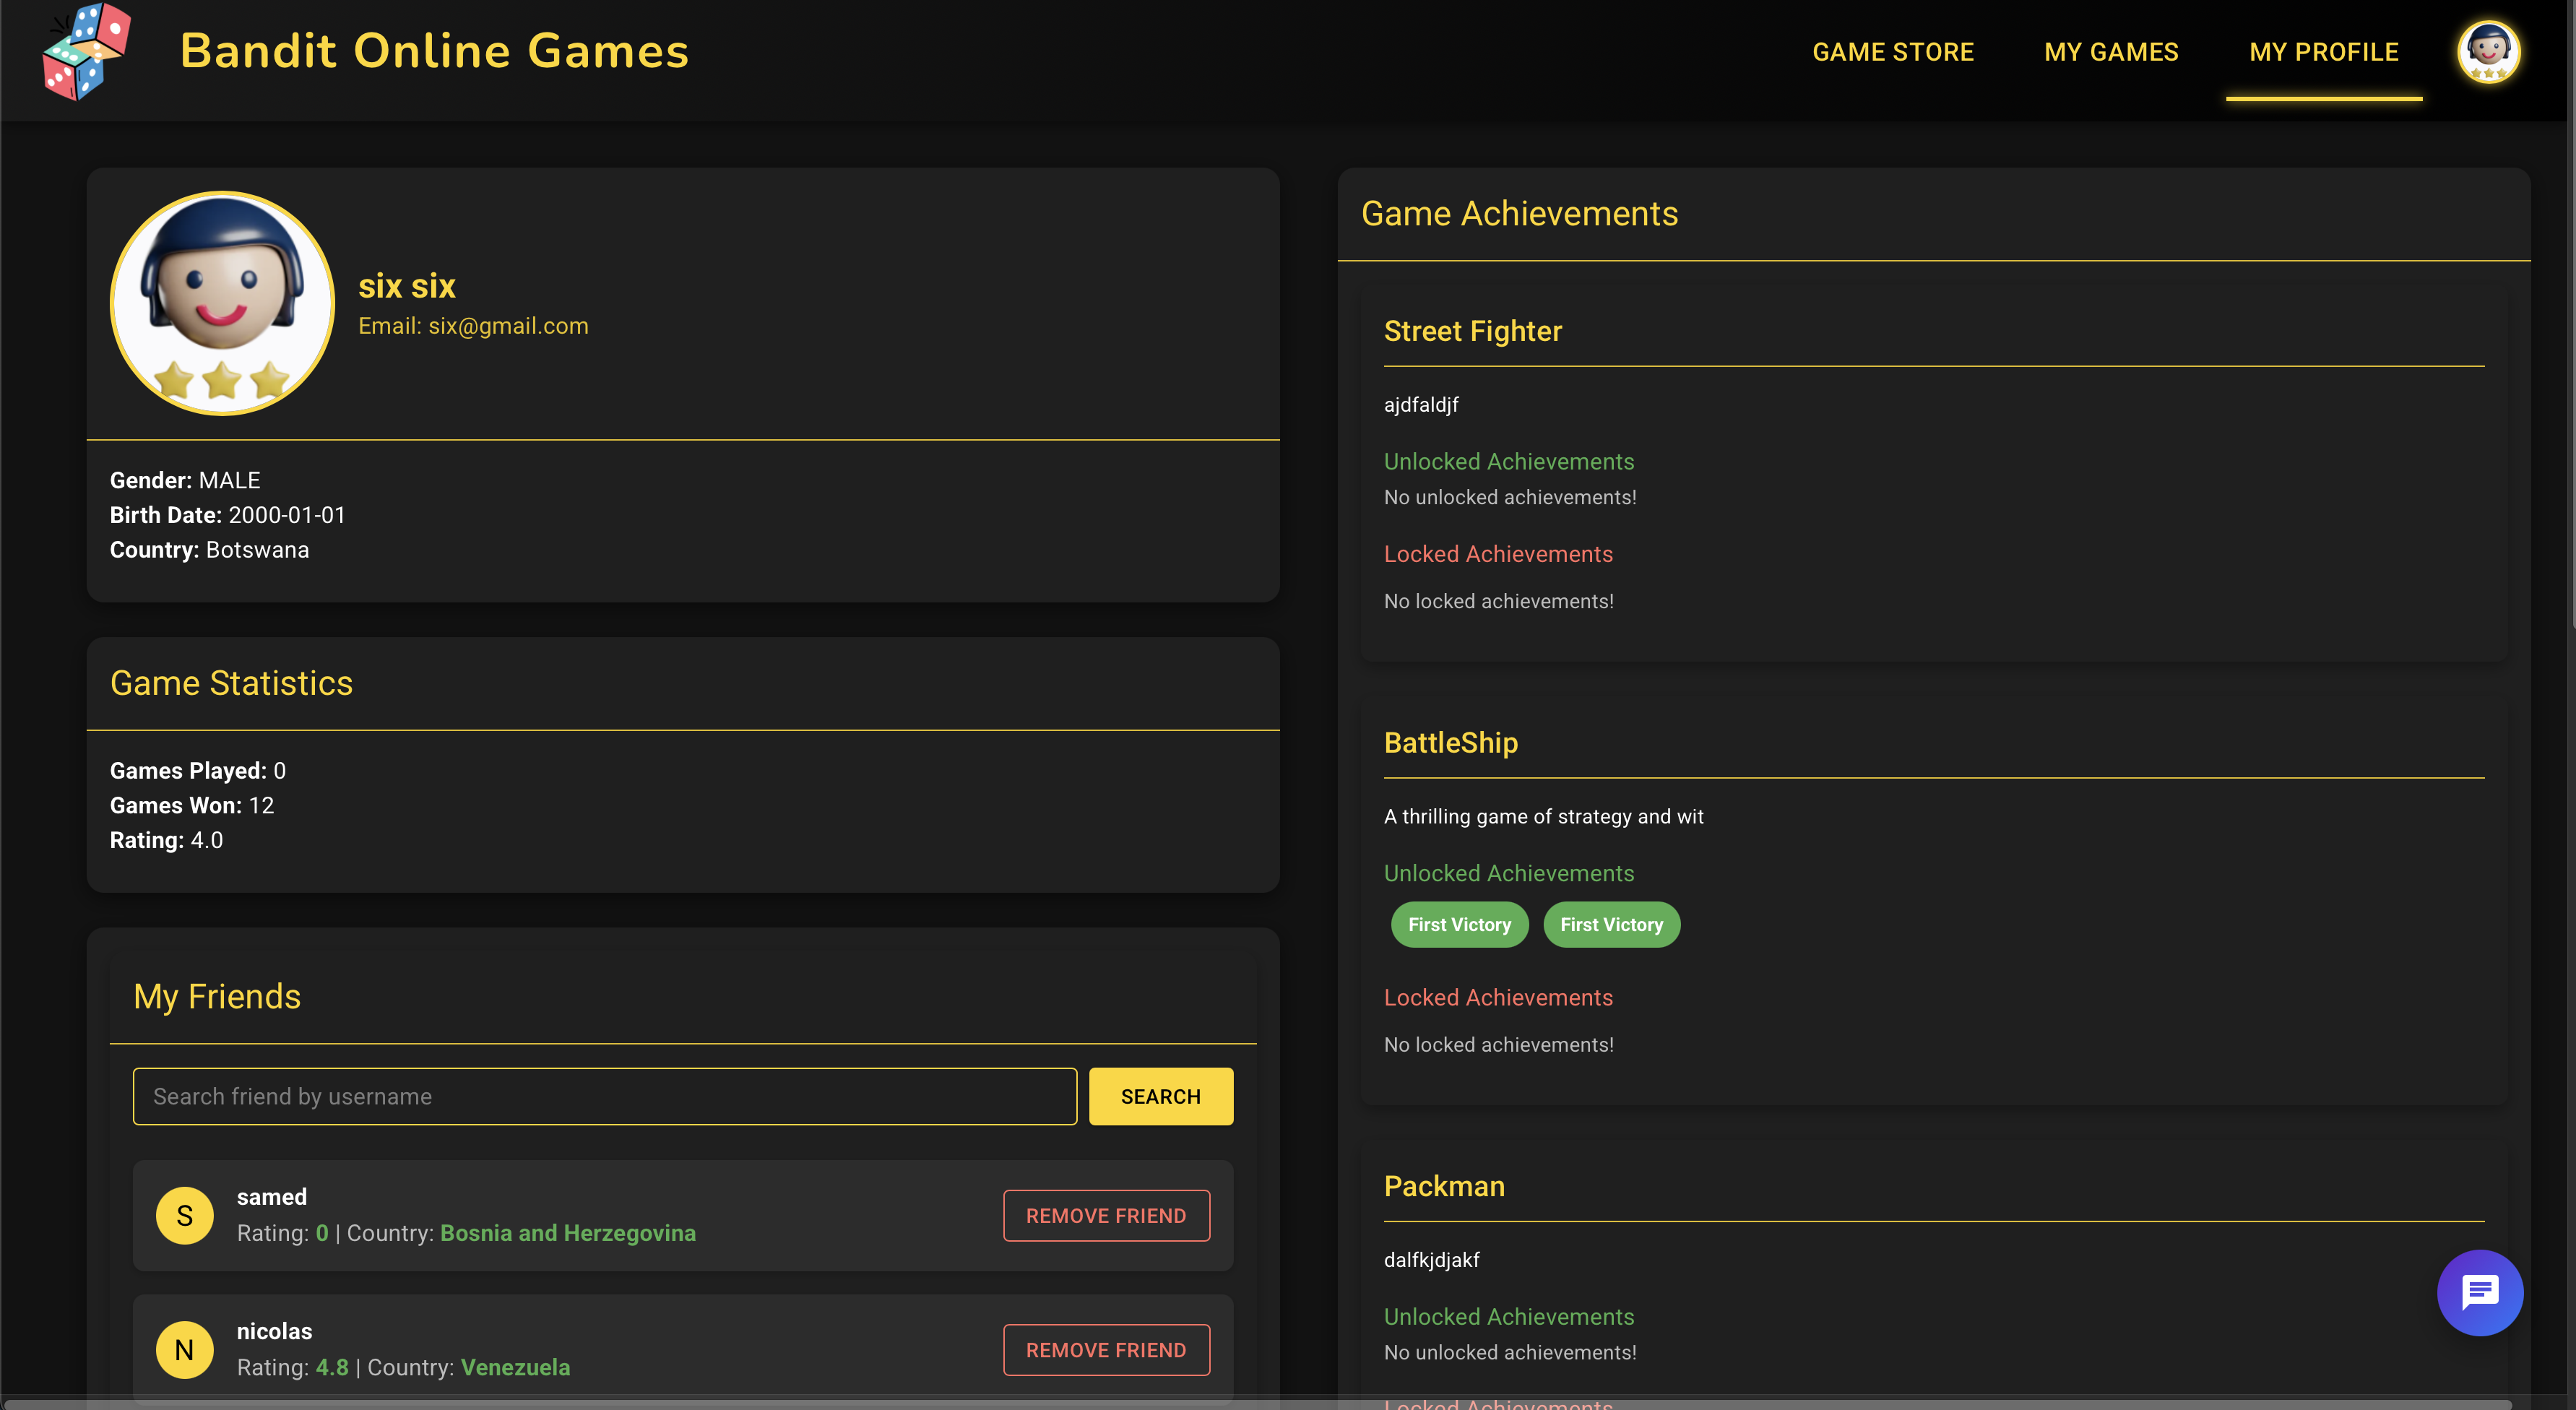 Bandit Online Games
GAME STORE
MY GAMES
MY PROFILE
six six
Email: six@gmail.com
Gender: MALE
Birth Date: 2000-01-01
Country: Botswana
Game Statistics
Games Played: 0
Games Won: 12
Rating: 4.0
My Friends
Search friend by username
SEARCH
S
samed
Rating: 0 | Country: Bosnia and Herzegovina
REMOVE FRIEND
N
nicolas
Rating: 4.8 | Country: Venezuela
REMOVE FRIEND
Game Achievements
Street Fighter
ajdfaldjf
Unlocked Achievements
No unlocked achievements!
Locked Achievements
No locked achievements!
BattleShip
A thrilling game of strategy and wit
Unlocked Achievements
First Victory First Victory
Locked Achievements
No locked achievements!
Packman
dalfkjdjakf
Unlocked Achievements
No unlocked achievements!
Locked Achievements